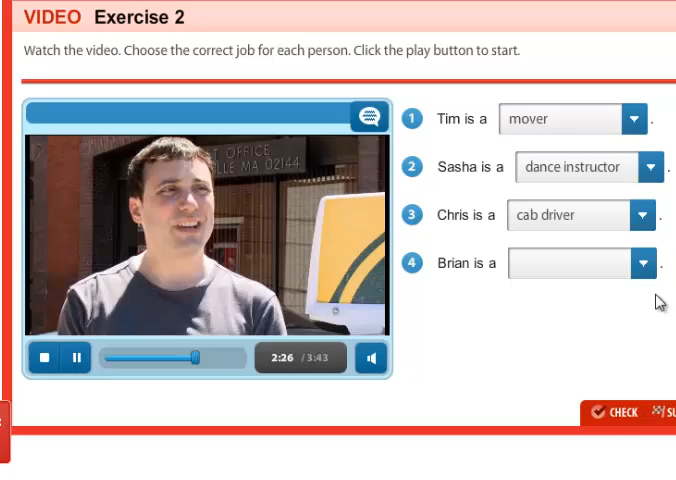 VIDEO Exercise 2
Watch the video. Choose the correct job for each person. Click the play button to start.
1 Tim is a mover .
2 Sasha is a dance instructor .
3 Chris is a cab driver .
4 Brian is a .
OFFICE
MA 02144
2:26 / 3:43
CHECK